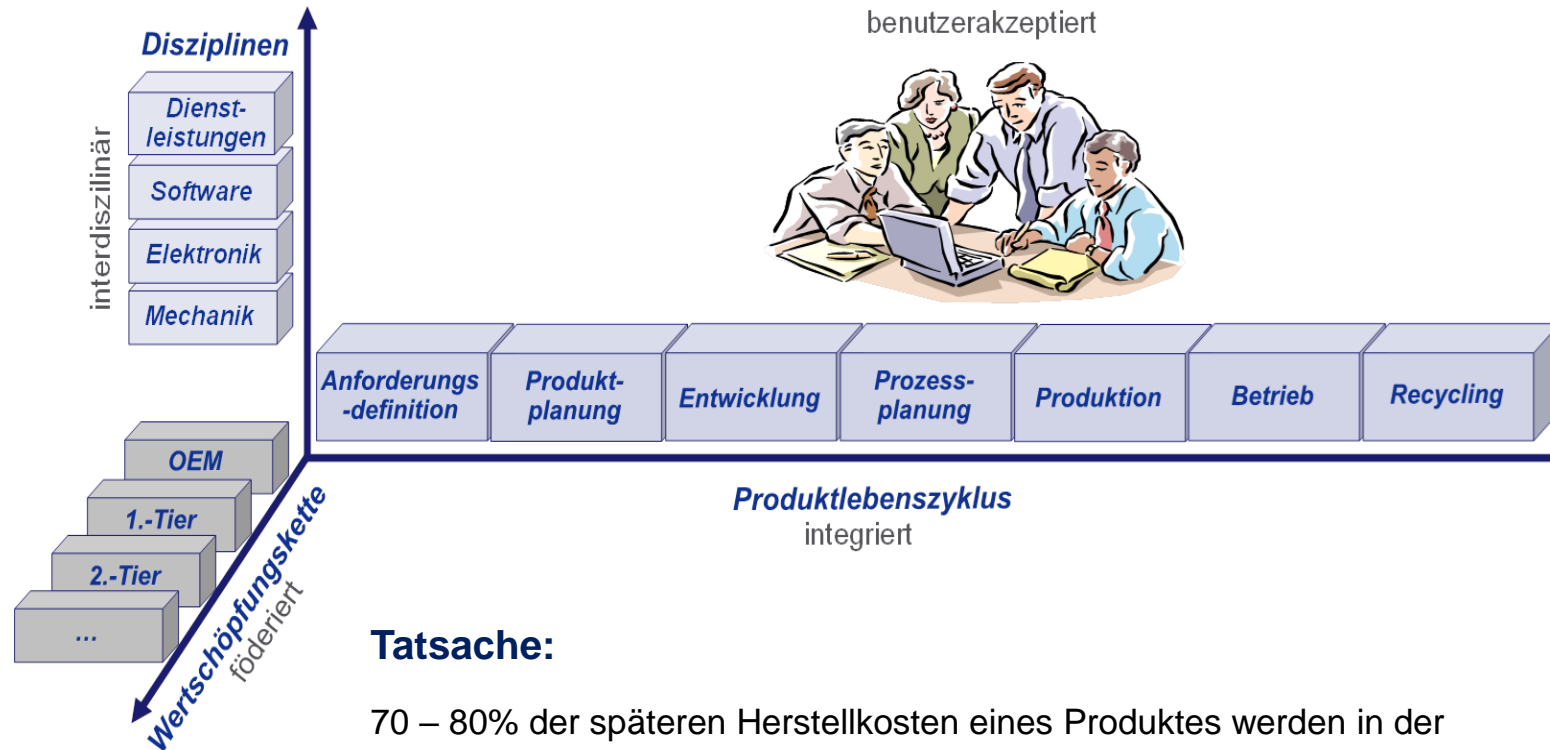 benutzerakzeptiert
Disziplinen
interdiszilinär
Dienst-
leistungen
Software
Elektronik
Mechanik
Anforderungs
-definition
Produkt-
planung
Entwicklung
Prozess-
planung
Produktion
Betrieb
Recycling
OEM
1.-Tier
2.-Tier
...
Wertschöpfungskette
föderiert
Produktlebenszyklus
integriert
Tatsache:
70 – 80% der späteren Herstellkosten eines Produktes werden in der